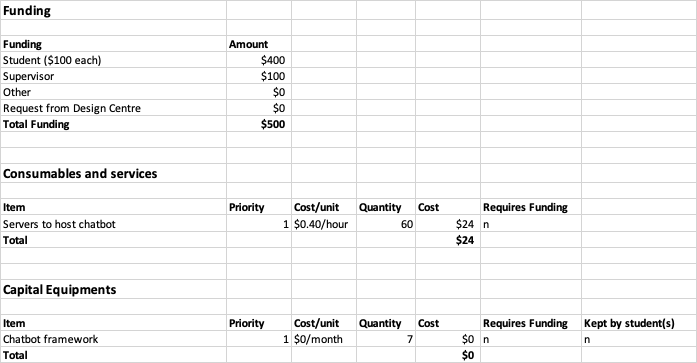 Funding
Funding Amount
Student ($100 each) $400
Supervisor $100
Other $0
Request from Design Centre $0
Total Funding $500
Consumables and services
Item Priority Cost/unit Quantity Cost Requires Funding
Servers to host chatbot 1 $0.40/hour 60 $24 n
Total $24
Capital Equipments
Item Priority Cost/unit Quantity Cost Requires Funding Kept by student(s)
Chatbot framework 1 $0/month 7 $0 n n
Total $0